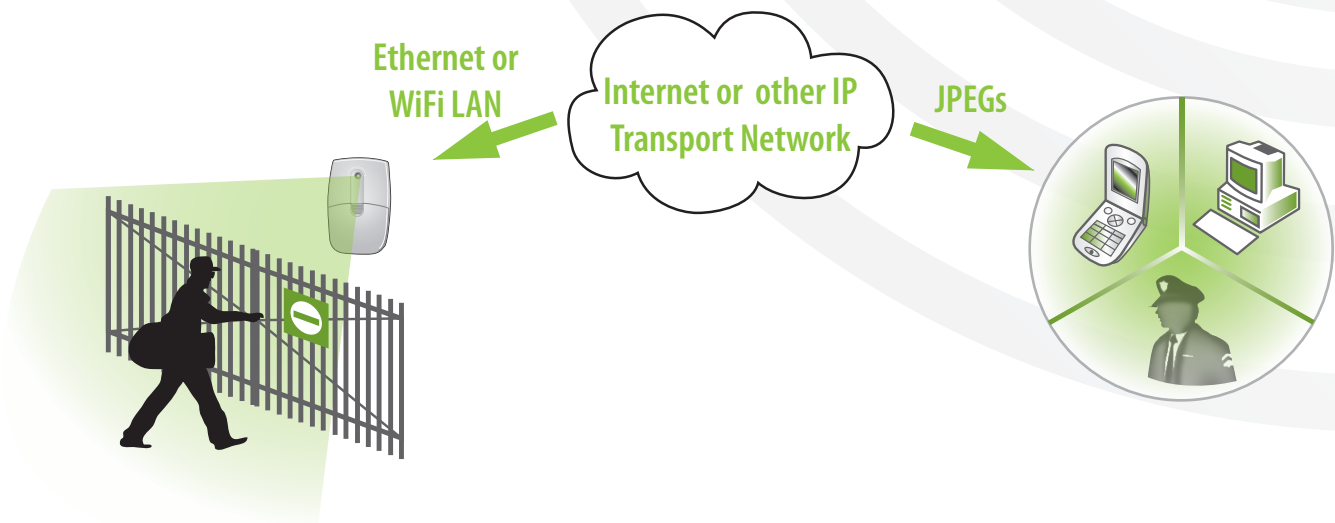 Ethernet or
WiFi LAN
Internet or other IP
Transport Network
JPEGs